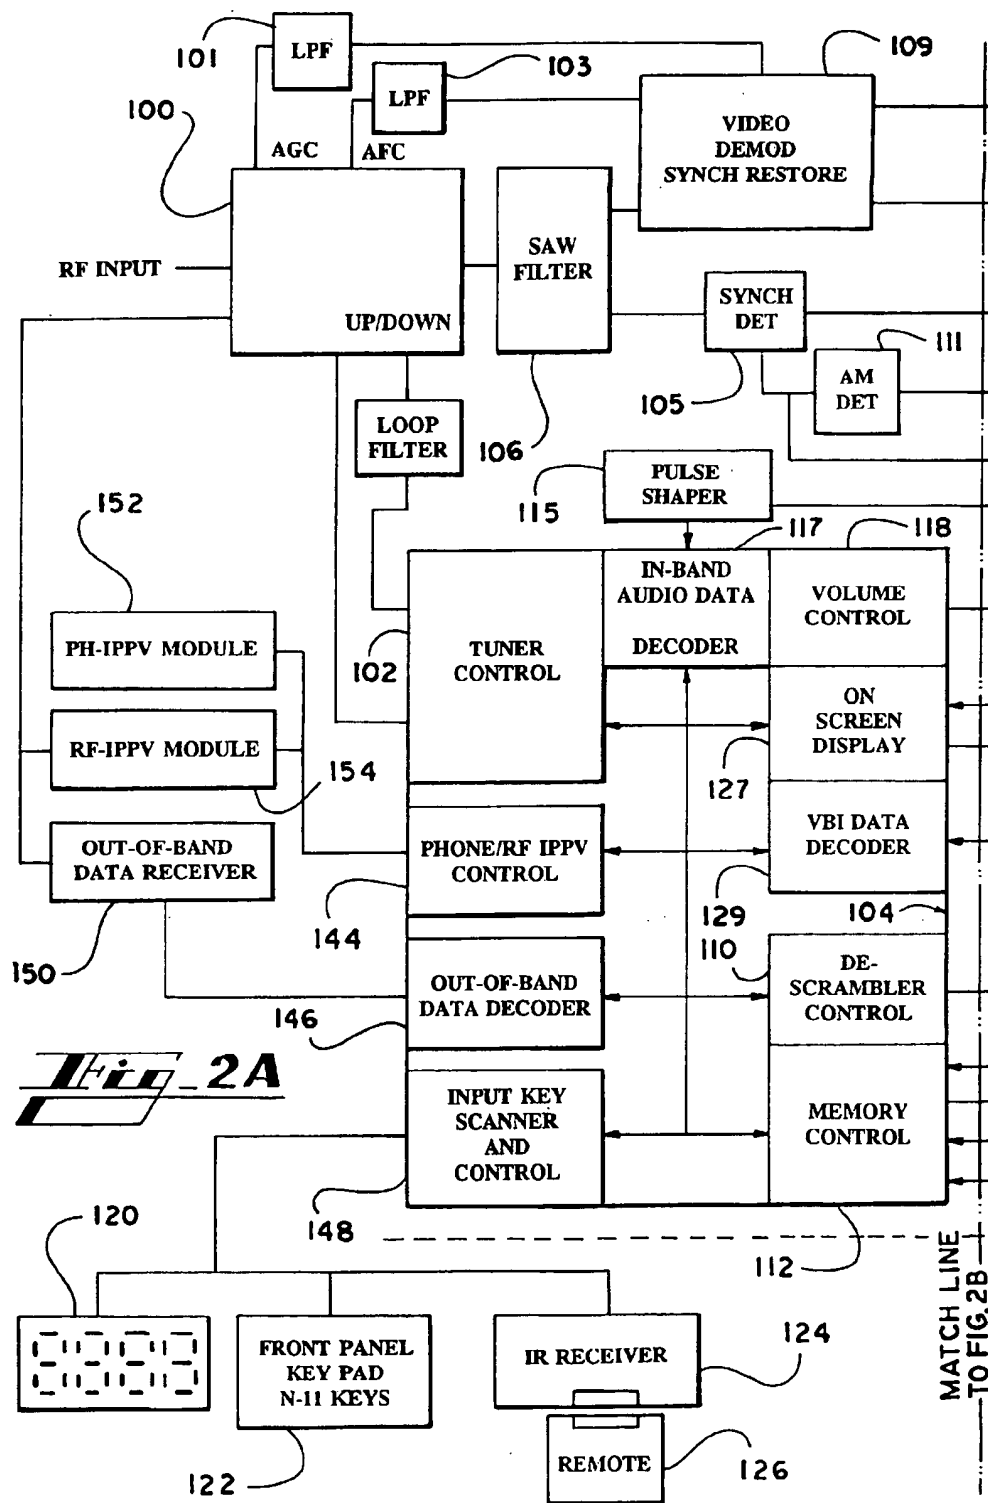 101
LPF
109
103
LPF
100
VIDEO
DEMOD
SYNCH RESTORE
AGC
AFC
SAW
FILTER
RF INPUT
UP/DOWN
SYNCH
DET
111
AM
DET
105
LOOP
FILTER
106
PULSE
SHAPER
115
117
118
152
IN-BAND
AUDIO DATA
DECODER
VOLUME
CONTROL
PH-IPPV MODULE
102
TUNER
CONTROL
ON
SCREEN
DISPLAY
RF-IPPV MODULE
154
127
OUT-OF-BAND
DATA RECEIVER
PHONE/RF IPPV
CONTROL
VBI DATA
DECODER
129
104
144
110
150
OUT-OF-BAND
DATA DECODER
DE-
SCRAMBLER
CONTROL
146
Fig. 2A
INPUT KEY
SCANNER
AND
CONTROL
MEMORY
CONTROL
120
148
112
MATCH LINE
TO FIG.2B
FRONT PANEL
KEY PAD
N-11 KEYS
IR RECEIVER
124
REMOTE
126
122